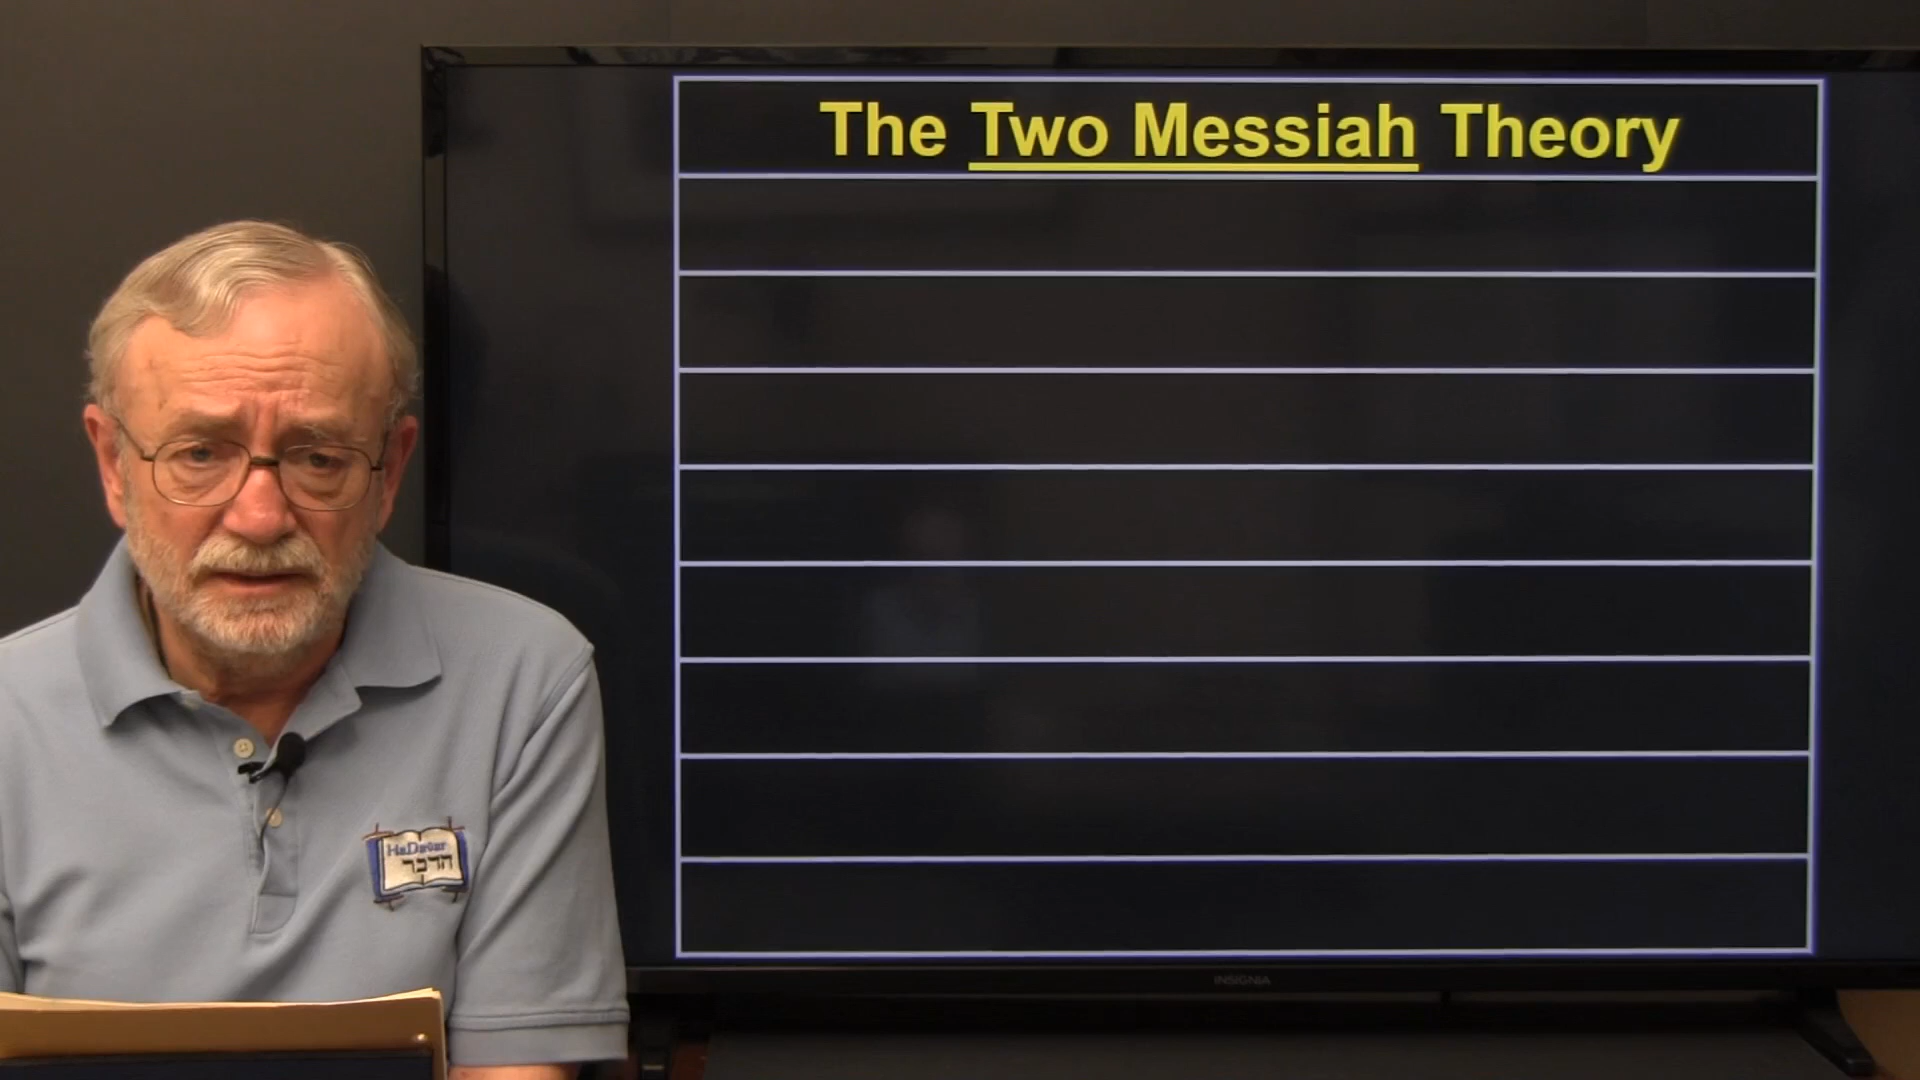 The Two Messiah Theory
HaDavar
הדבר
INSIGNIA